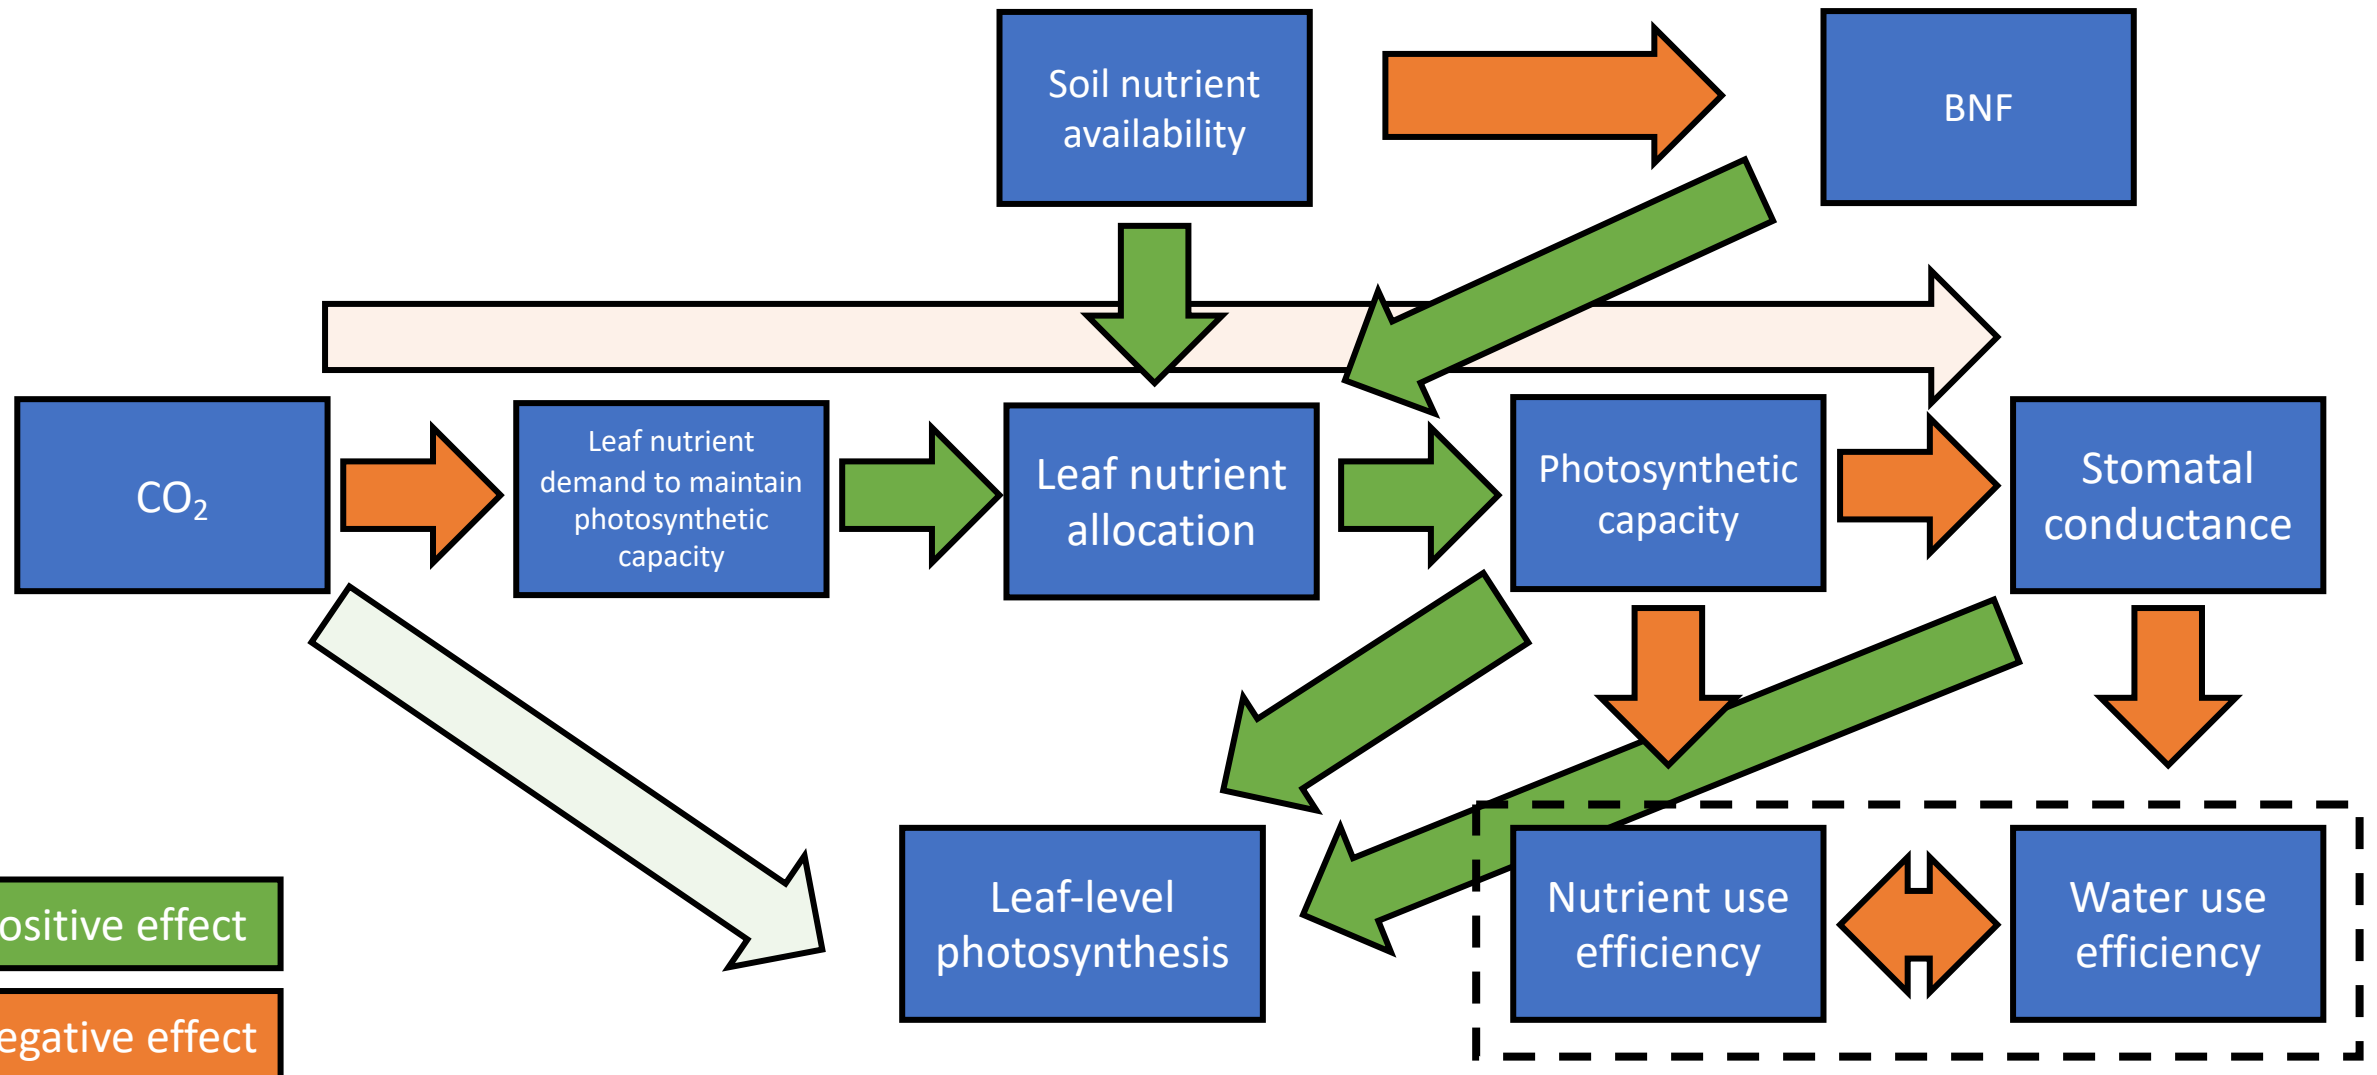 Soil nutrient
availability
BNF
CO₂
Leaf nutrient
demand to maintain
photosynthetic
capacity
Leaf nutrient
allocation
Photosynthetic
capacity
Stomatal
conductance
Leaf-level
photosynthesis
Nutrient use
efficiency
Water use
efficiency
ositive effect
egative effect